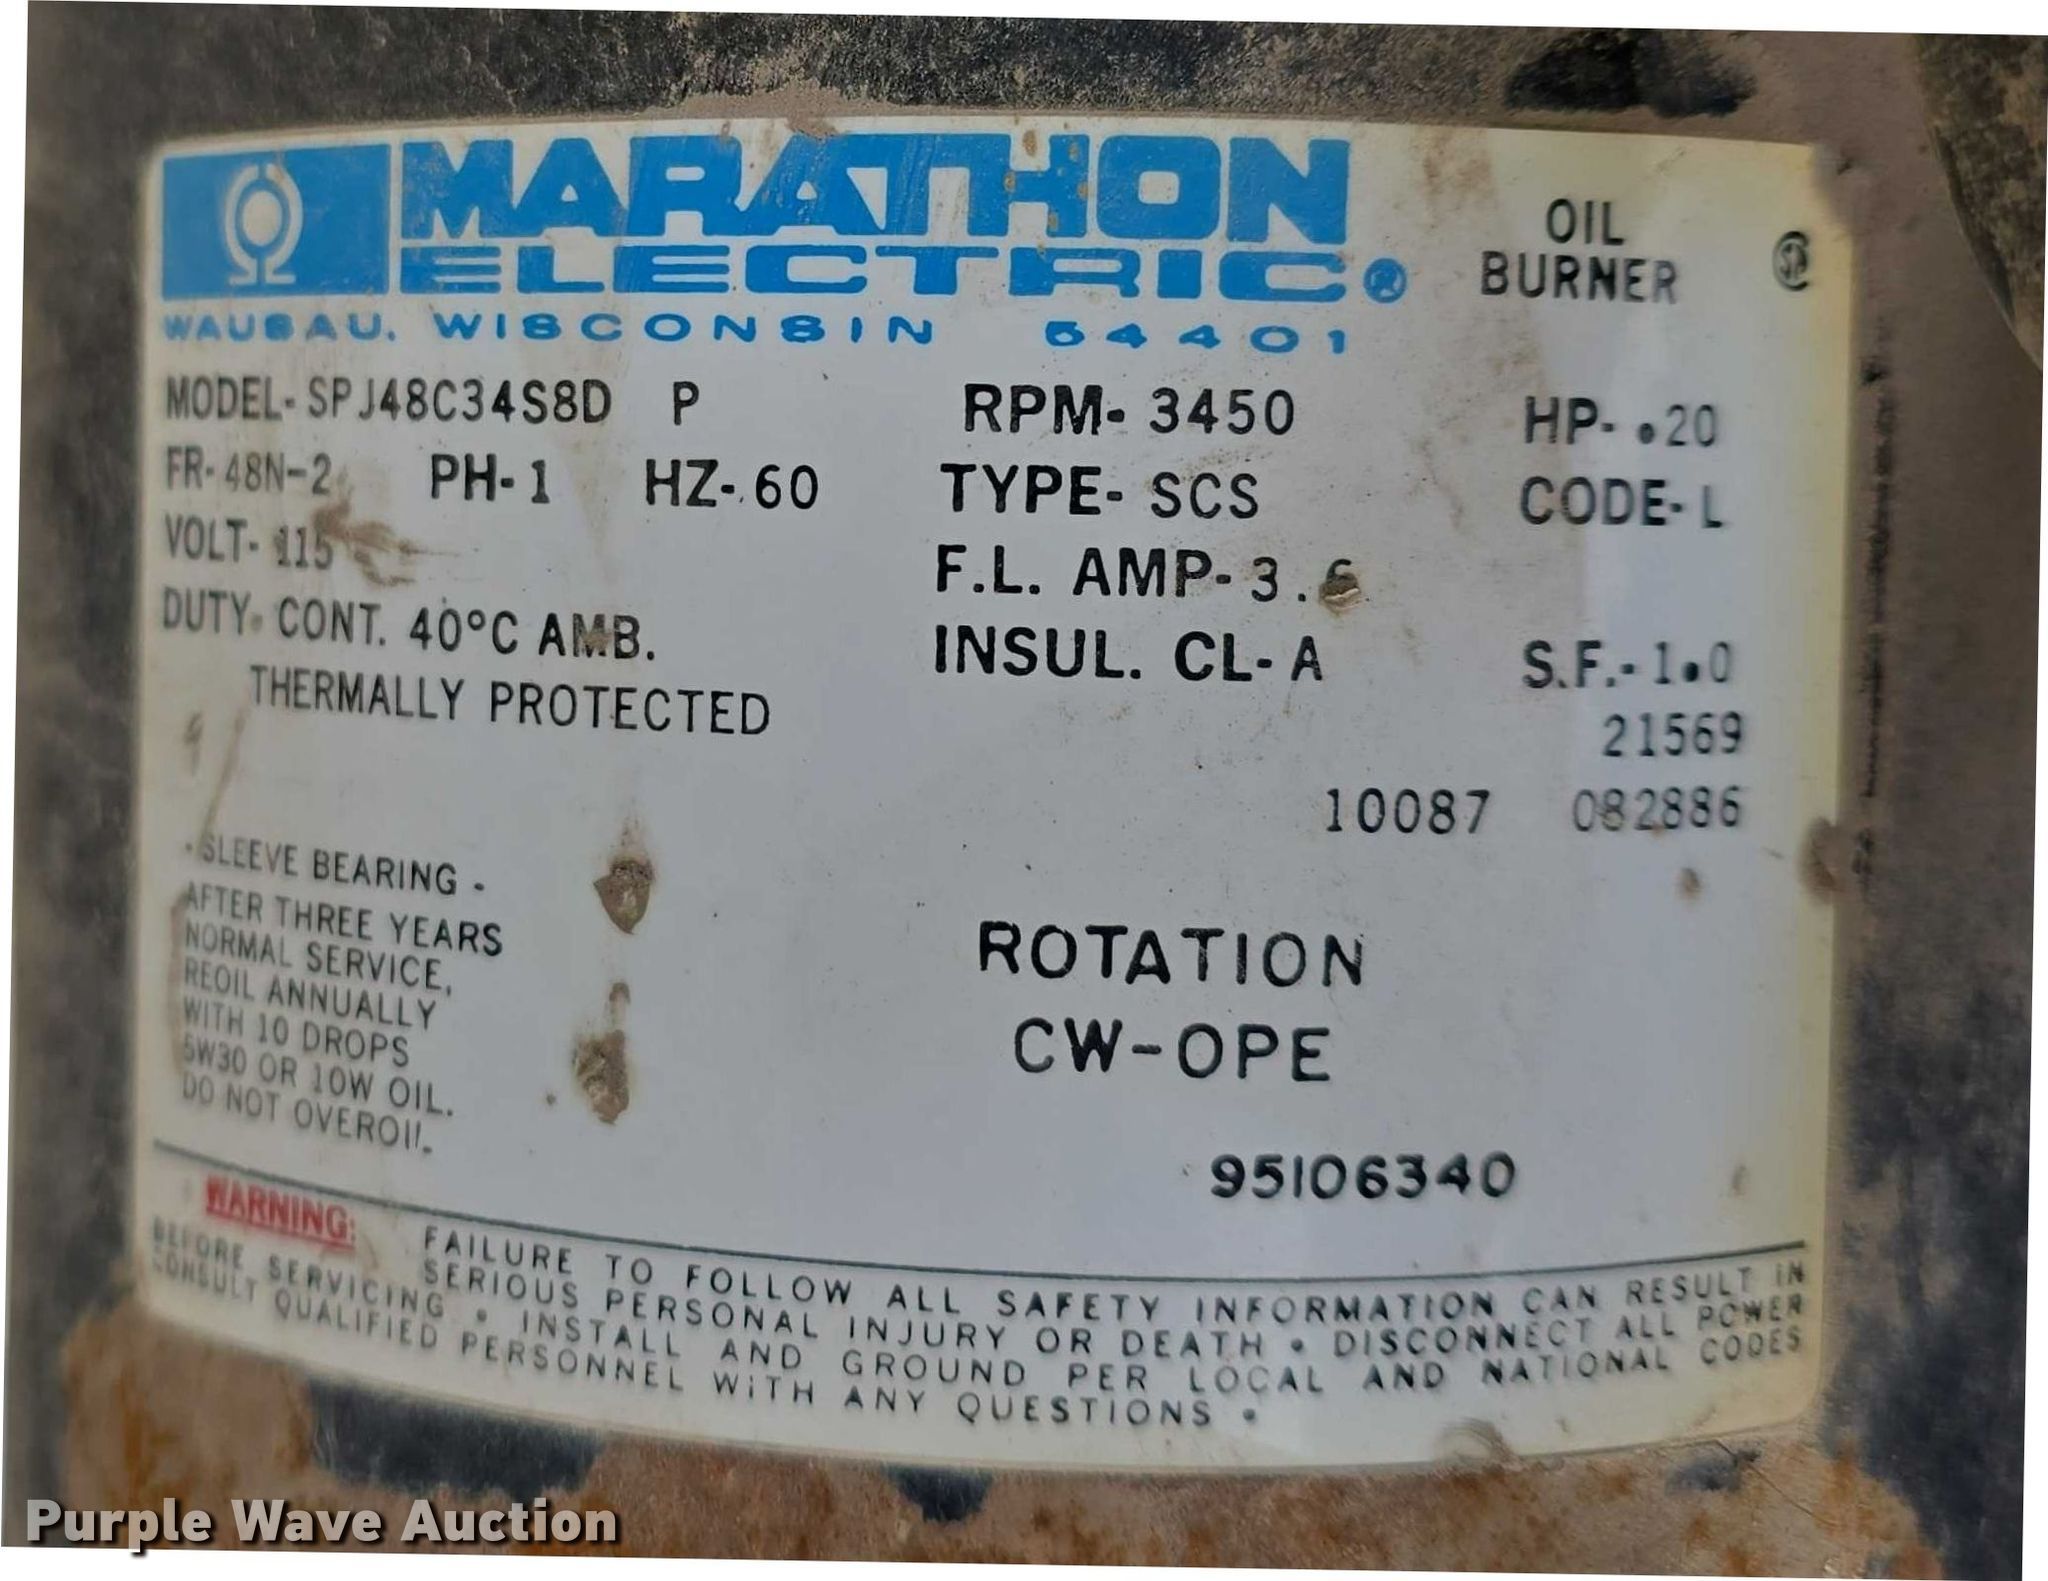 MARATHON
ELECTRIC®
WAUSAU, WISCONSIN 54401
OIL
BURNER
MODEL-SPJ48C34S8D P RPM-3450 HP-.20
FR-48N-2 PH-1 HZ-60 TYPE-SCS CODE-L
VOLT-115 F.L. AMP-3.6
DUTY-CONT. 40°C AMB. INSUL. CL-A S.F.-1.0
THERMALLY PROTECTED 21569
10087 082886
-SLEEVE BEARING-
AFTER THREE YEARS
NORMAL SERVICE,
REOIL ANNUALLY
WITH 10 DROPS
5W30 OR 10W OIL.
DO NOT OVEROIL.
ROTATION
CW-OPE
95106340
WARNING: FAILURE TO FOLLOW ALL SAFETY INFORMATION CAN RESULT IN
SERIOUS PERSONAL INJURY OR DEATH • DISCONNECT ALL POWER
BEFORE SERVICING • INSTALL AND GROUND PER LOCAL AND NATIONAL CODES
CONSULT QUALIFIED PERSONNEL WITH ANY QUESTIONS •
Purple Wave Auction